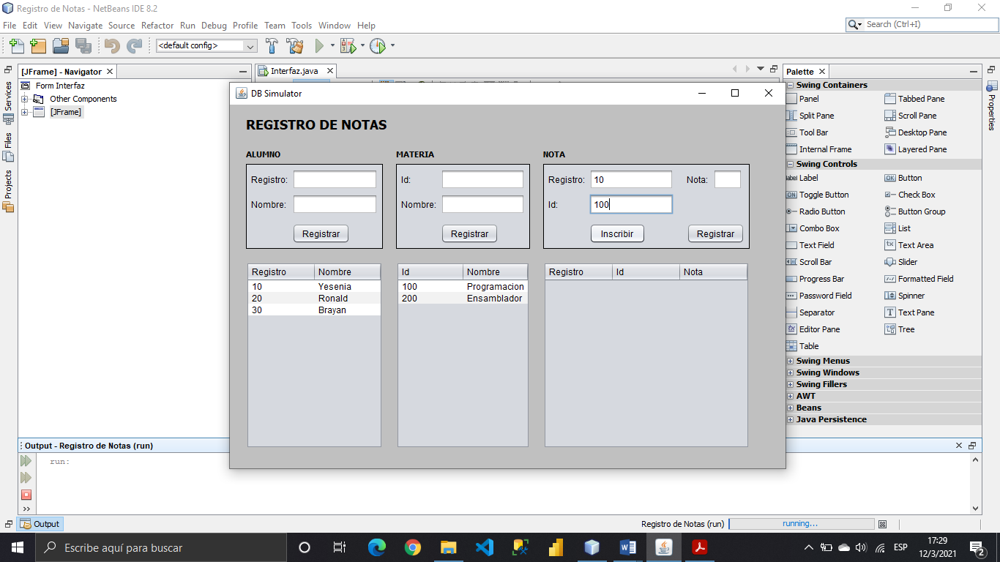 Registro de Notas - NetBeans IDE 8.2
File Edit View Navigate Source Refactor Run Debug Profile Team Tools Window Help
Search (Ctrl+I)
<default config>
[JFrame] - Navigator
Interfaz.java
Palette
Form Interfaz
Other Components
[JFrame]
Services
Files
Projects
Properties
DB Simulator
REGISTRO DE NOTAS
ALUMNO MATERIA NOTA
Registro: Id: Registro: 10 Nota:
Nombre: Nombre: Id: 100
Registrar Registrar Inscribir Registrar
Registro Nombre
10 Yesenia
20 Ronald
30 Brayan
Id Nombre
100 Programacion
200 Ensamblador
Registro Id Nota
Swing Containers
Panel Tabbed Pane
Split Pane Scroll Pane
Tool Bar Desktop Pane
Internal Frame Layered Pane
Swing Controls
Label Button
Toggle Button Check Box
Radio Button Button Group
Combo Box List
Text Field Text Area
Scroll Bar Slider
Progress Bar Formatted Field
Password Field Spinner
Separator Text Pane
Editor Pane Tree
Table
Swing Menus
Swing Windows
Swing Fillers
AWT
Beans
Java Persistence
Output - Registro de Notas (run)
run:
Output
Registro de Notas (run) running...
Escribe aquí para buscar
ESP
17:29
12/3/2021
2